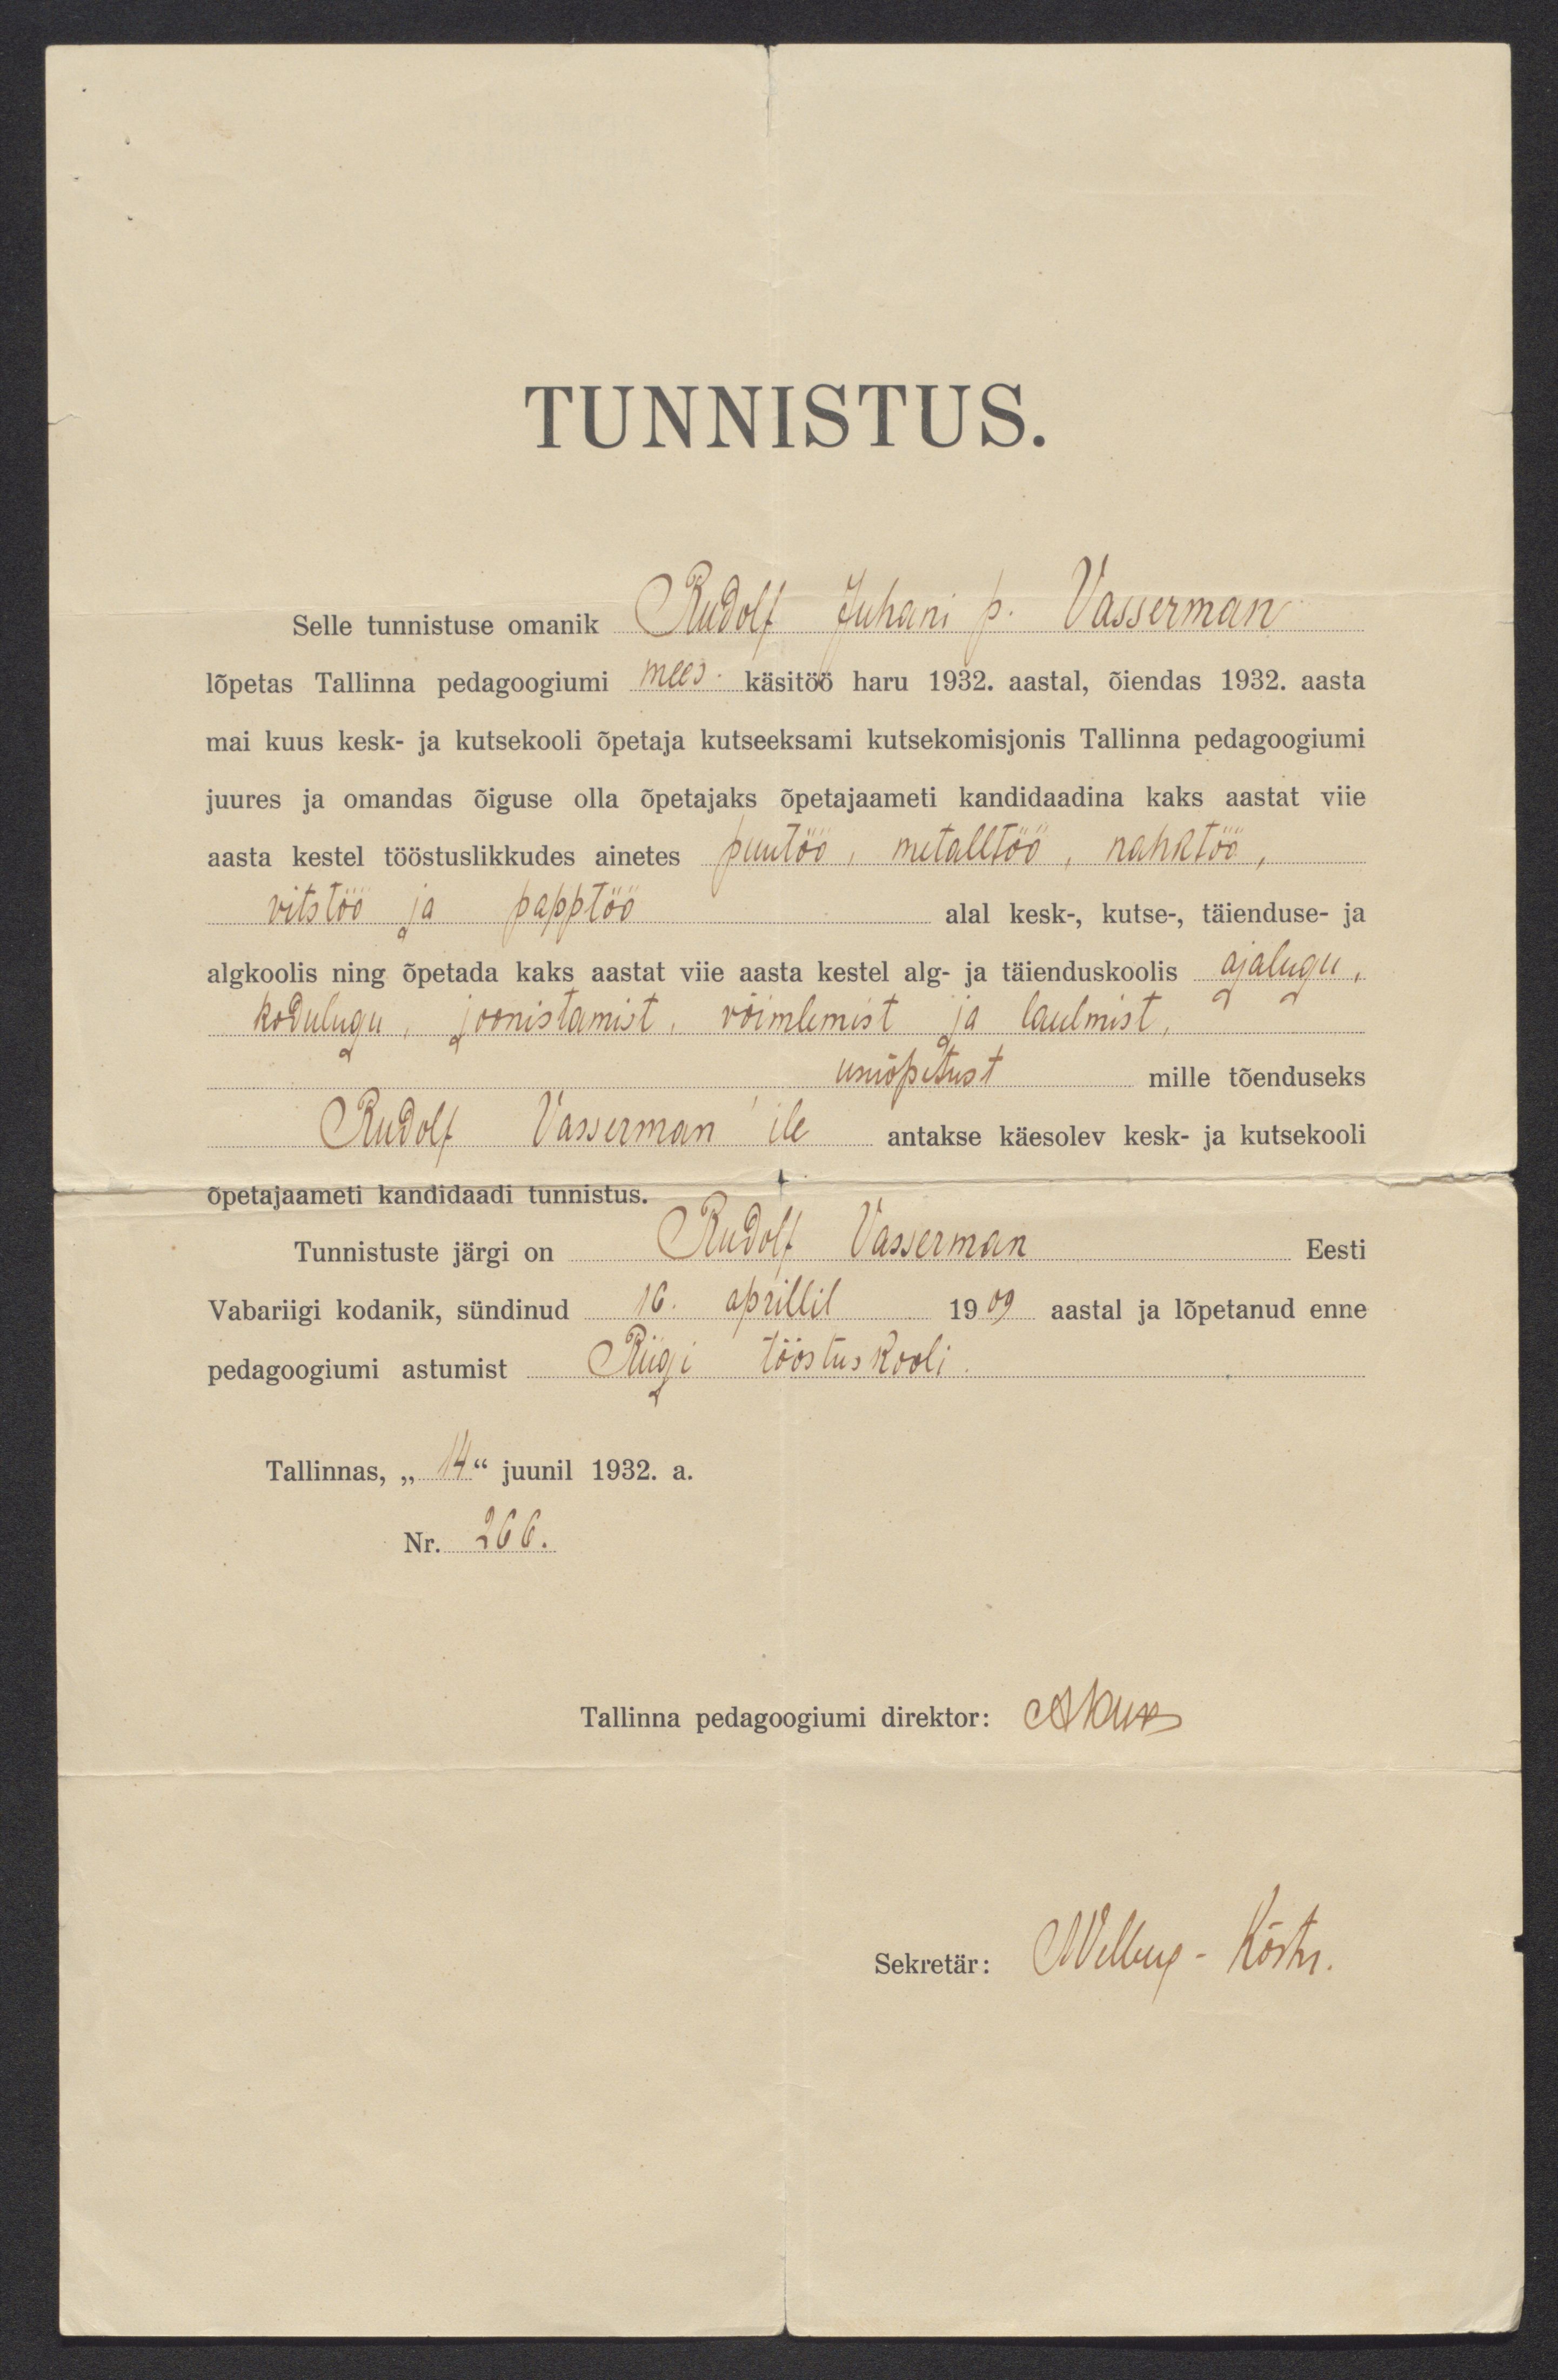 TUNNISTUS.
Selle tunnistuse omanik Rudolf Juhani p. Vasserman
lõpetas Tallinna pedagoogiumi mees- käsitöö haru 1932. aastal, õiendas 1932. aasta
mai kuus kesk- ja kutsekooli õpetaja kutseeksami kutsekomisjonis Tallinna pedagoogiumi
juures ja omandas õiguse olla õpetajaks õpetajaameti kandidaadina kaks aastat viie
aasta kestel tööstuslikkudes ainetes puutöö, metalltöö, nahktöö,
vitstöö ja papptöö alal kesk-, kutse-, täienduse- ja
algkoolis ning õpetada kaks aastat viie aasta kestel alg- ja täienduskoolis ajalugu,
kodulugu, joonistamist, võimlemist ja laulmist,
usuõpetust mille tõenduseks
Rudolf Vasserman'ile antakse käesolev kesk- ja kutsekooli
õpetajaameti kandidaadi tunnistus.
Tunnistuste järgi on Rudolf Vasserman Eesti
Vabariigi kodanik, sündinud 16. aprillil 1909 aastal ja lõpetanud enne
pedagoogiumi astumist Riigi tööstuskooli.
Tallinnas, „14“ juunil 1932. a.
Nr. 266.
Tallinna pedagoogiumi direktor:
Sekretär: